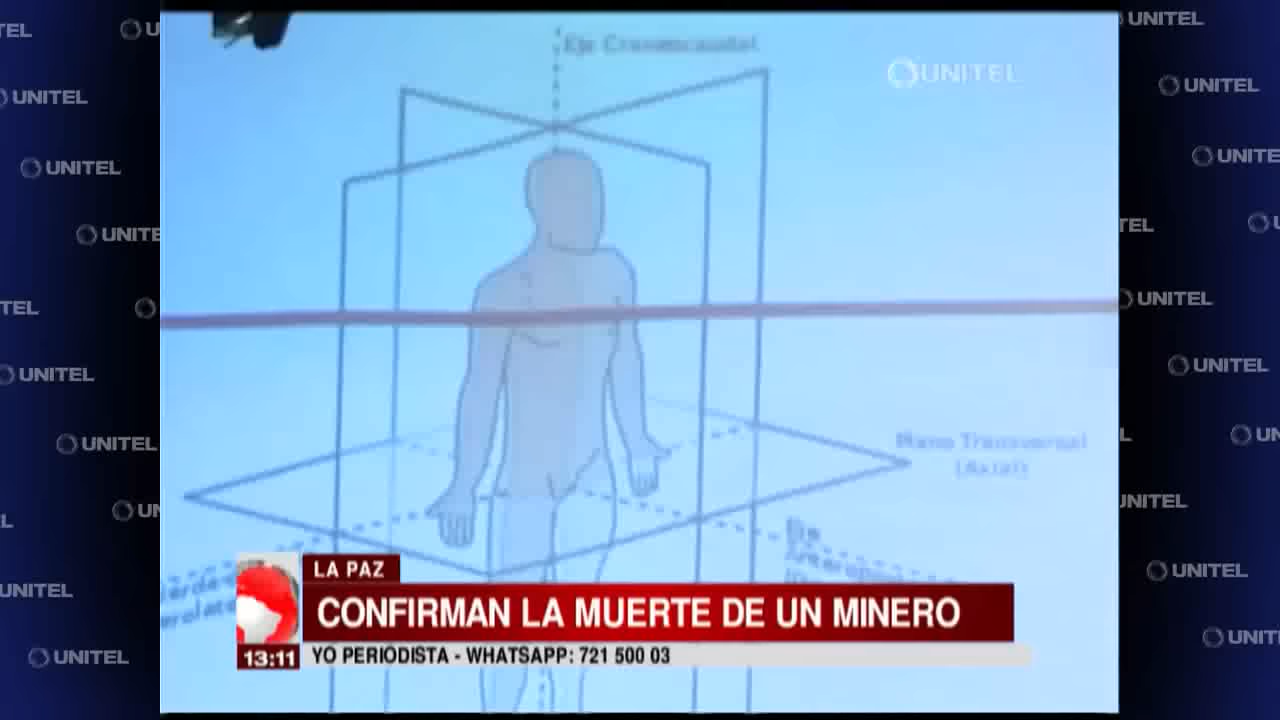 Eje Craneocaudal
UNITEL
Plano Transversal
(Axial)
Eje
LA PAZ
CONFIRMAN LA MUERTE DE UN MINERO
13:11
YO PERIODISTA - WHATSAPP: 721 500 03